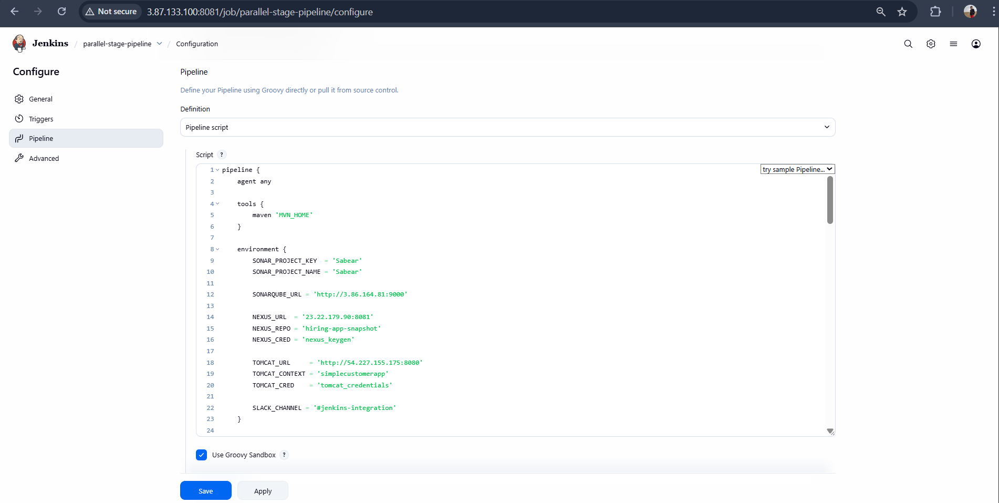 Not secure
3.87.133.100:8081/job/parallel-stage-pipeline/configure
Jenkins / parallel-stage-pipeline / Configuration
Configure
General
Triggers
Pipeline
Advanced
Pipeline
Define your Pipeline using Groovy directly or pull it from source control.
Definition
Pipeline script
Script ?
try sample Pipeline...
1 pipeline {
2     agent any
3
4     tools {
5         maven 'MVN_HOME'
6     }
7
8     environment {
9         SONAR_PROJECT_KEY  = 'Sabear'
10         SONAR_PROJECT_NAME = 'Sabear'
11
12         SONARQUBE_URL = 'http://3.86.164.81:9000'
13
14         NEXUS_URL  = '23.22.179.90:8081'
15         NEXUS_REPO = 'hiring-app-snapshot'
16         NEXUS_CRED = 'nexus_keygen'
17
18         TOMCAT_URL     = 'http://54.227.155.175:8080'
19         TOMCAT_CONTEXT = 'simplecustomerapp'
20         TOMCAT_CRED    = 'tomcat_credentials'
21
22         SLACK_CHANNEL = '#jenkins-integration'
23     }
24
Use Groovy Sandbox ?
Save
Apply